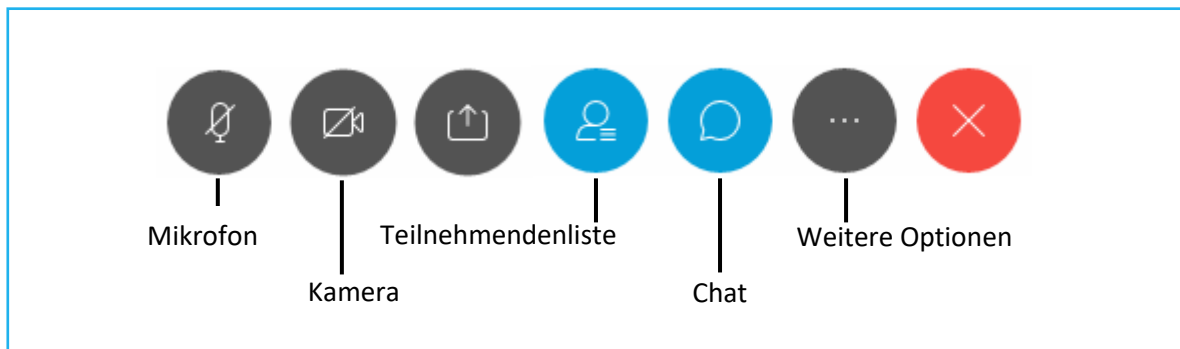 Mikrofon
Teilnehmendenliste
Weitere Optionen
Kamera
Chat